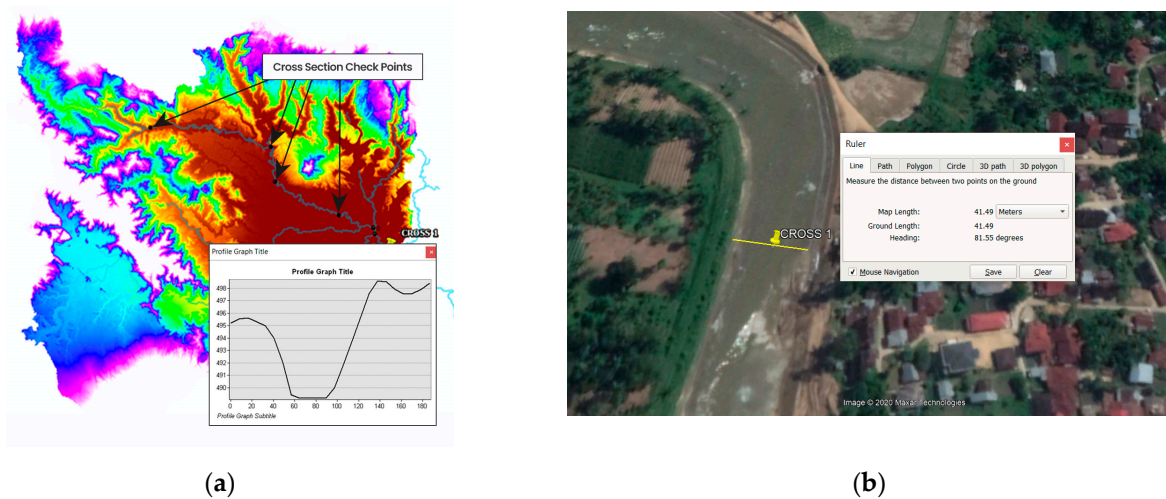 Cross Section Check Points
CROSS 1
Profile Graph Title
Profile Graph Title
498
497
496
495
494
493
492
491
490
0 20 40 60 80 100 120 140 160 180
Profile Graph Subtitle
(a)
CROSS 1
Ruler
Line Path Polygon Circle 3D path 3D polygon
Measure the distance between two points on the ground
Map Length: 41.49 Meters
Ground Length: 41.49
Heading: 81.55 degrees
Mouse Navigation Save Clear
Image © 2020 Maxar Technologies
(b)